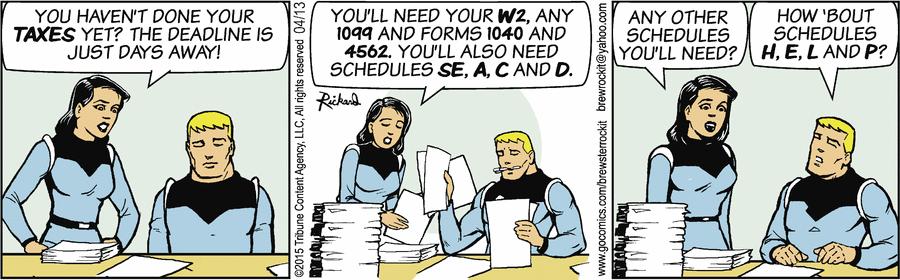 YOU HAVEN'T DONE YOUR
TAXES YET? THE DEADLINE IS
JUST DAYS AWAY!
©2015 Tribune Content Agency, LLC, All rights reserved 04/13
YOU'LL NEED YOUR W2, ANY
1099 AND FORMS 1040 AND
4562. YOU'LL ALSO NEED
SCHEDULES SE, A, C AND D.
Rickard
www.gocomics.com/brewsterrockit brewrockit@yahoo.com
ANY OTHER
SCHEDULES
YOU'LL NEED?
HOW 'BOUT
SCHEDULES
H, E, L AND P?